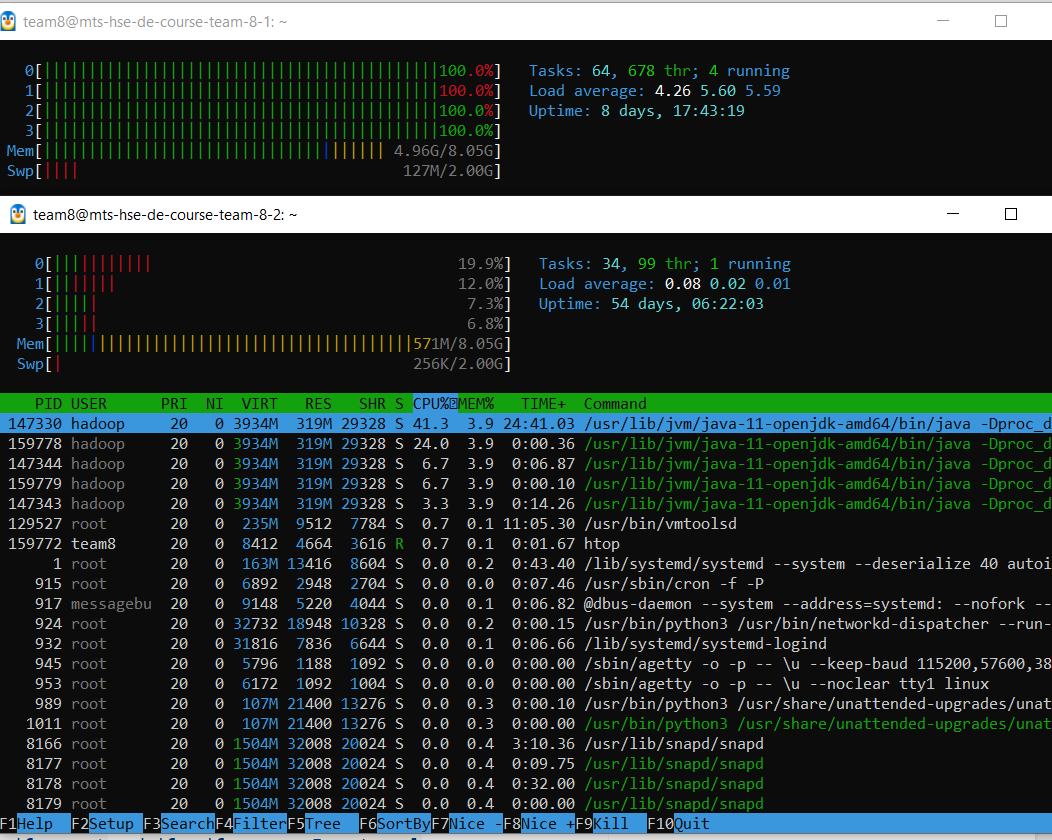 team8@mts-hse-de-course-team-8-1: ~
0[100.0%] Tasks: 64, 678 thr; 4 running
1[100.0%] Load average: 4.26 5.60 5.59
2[100.0%] Uptime: 8 days, 17:43:19
3[100.0%]
Mem[4.96G/8.05G]
Swp[127M/2.00G]
team8@mts-hse-de-course-team-8-2: ~
0[19.9%] Tasks: 34, 99 thr; 1 running
1[12.0%] Load average: 0.08 0.02 0.01
2[7.3%] Uptime: 54 days, 06:22:03
3[6.8%]
Mem[571M/8.05G]
Swp[256K/2.00G]
PID USER PRI NI VIRT RES SHR S CPU% MEM% TIME+ Command
147330 hadoop 20 0 3934M 319M 29328 S 41.3 3.9 24:41.03 /usr/lib/jvm/java-11-openjdk-amd64/bin/java -Dproc_d
159778 hadoop 20 0 3934M 319M 29328 S 24.0 3.9 0:00.36 /usr/lib/jvm/java-11-openjdk-amd64/bin/java -Dproc_d
147344 hadoop 20 0 3934M 319M 29328 S 6.7 3.9 0:06.87 /usr/lib/jvm/java-11-openjdk-amd64/bin/java -Dproc_d
159779 hadoop 20 0 3934M 319M 29328 S 6.7 3.9 0:00.10 /usr/lib/jvm/java-11-openjdk-amd64/bin/java -Dproc_d
147343 hadoop 20 0 3934M 319M 29328 S 3.3 3.9 0:14.26 /usr/lib/jvm/java-11-openjdk-amd64/bin/java -Dproc_d
129527 root 20 0 235M 9512 7784 S 0.7 0.1 11:05.30 /usr/bin/vmtoolsd
159772 team8 20 0 8412 4664 3616 R 0.7 0.1 0:01.67 htop
1 root 20 0 163M 13416 8604 S 0.0 0.2 0:43.40 /lib/systemd/systemd --system --deserialize 40 autoi
915 root 20 0 6892 2948 2704 S 0.0 0.0 0:07.46 /usr/sbin/cron -f -P
917 messagebu 20 0 9148 5220 4044 S 0.0 0.1 0:06.82 @dbus-daemon --system --address=systemd: --nofork --
924 root 20 0 32732 18948 10328 S 0.0 0.2 0:00.15 /usr/bin/python3 /usr/bin/networkd-dispatcher --run-
932 root 20 0 31816 7836 6644 S 0.0 0.1 0:06.66 /lib/systemd/systemd-logind
945 root 20 0 5796 1188 1092 S 0.0 0.0 0:00.00 /sbin/agetty -o -p -- \u --keep-baud 115200,57600,38
953 root 20 0 6172 1092 1004 S 0.0 0.0 0:00.00 /sbin/agetty -o -p -- \u --noclear tty1 linux
989 root 20 0 107M 21400 13276 S 0.0 0.3 0:00.10 /usr/bin/python3 /usr/share/unattended-upgrades/unat
1011 root 20 0 107M 21400 13276 S 0.0 0.3 0:00.00 /usr/bin/python3 /usr/share/unattended-upgrades/unat
8166 root 20 0 1504M 32008 20024 S 0.0 0.4 3:10.36 /usr/lib/snapd/snapd
8177 root 20 0 1504M 32008 20024 S 0.0 0.4 0:09.75 /usr/lib/snapd/snapd
8178 root 20 0 1504M 32008 20024 S 0.0 0.4 0:32.00 /usr/lib/snapd/snapd
8179 root 20 0 1504M 32008 20024 S 0.0 0.4 0:00.00 /usr/lib/snapd/snapd
F1Help F2Setup F3SearchF4FilterF5Tree F6SortByF7Nice -F8Nice +F9Kill F10Quit